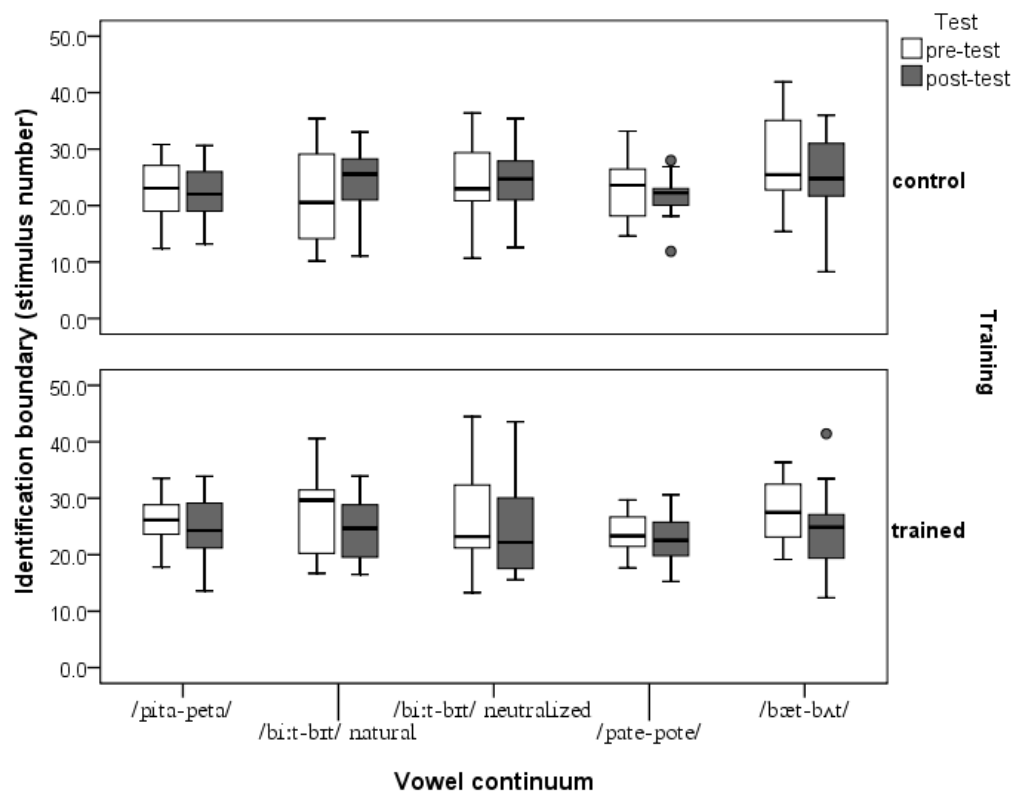 Test
pre-test
post-test
Identification boundary (stimulus number)
50.0
40.0
30.0
20.0
10.0
0.0
control
Training
50.0
40.0
30.0
20.0
10.0
0.0
trained
/pita-peta/
/biːt-bɪt/ natural
/biːt-bɪt/ neutralized
/pate-pote/
/bæt-bʌt/
Vowel continuum